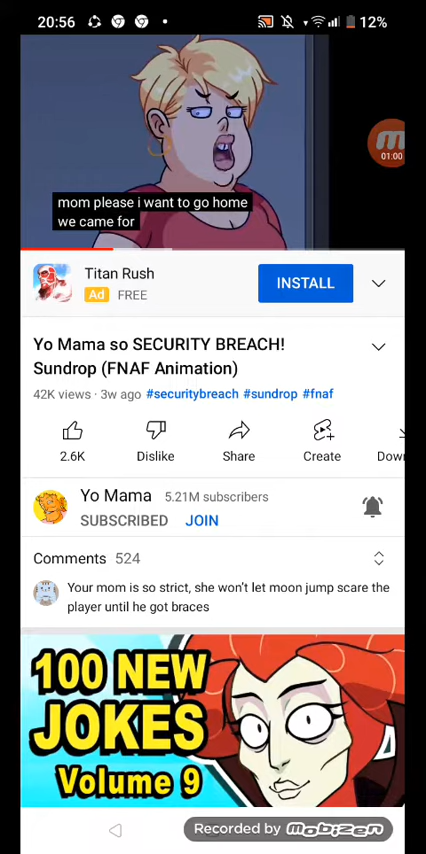 20:56
12%
01:00
mom please i want to go home
we came for
Titan Rush
Ad FREE
INSTALL
Yo Mama so SECURITY BREACH!
Sundrop (FNAF Animation)
42K views · 3w ago #securitybreach #sundrop #fnaf
2.6K Dislike Share Create Down
Yo Mama 5.21M subscribers
SUBSCRIBED JOIN
Comments 524
Your mom is so strict, she won't let moon jump scare the
player until he got braces
100 NEW
JOKES
Volume 9
Recorded by mobizen